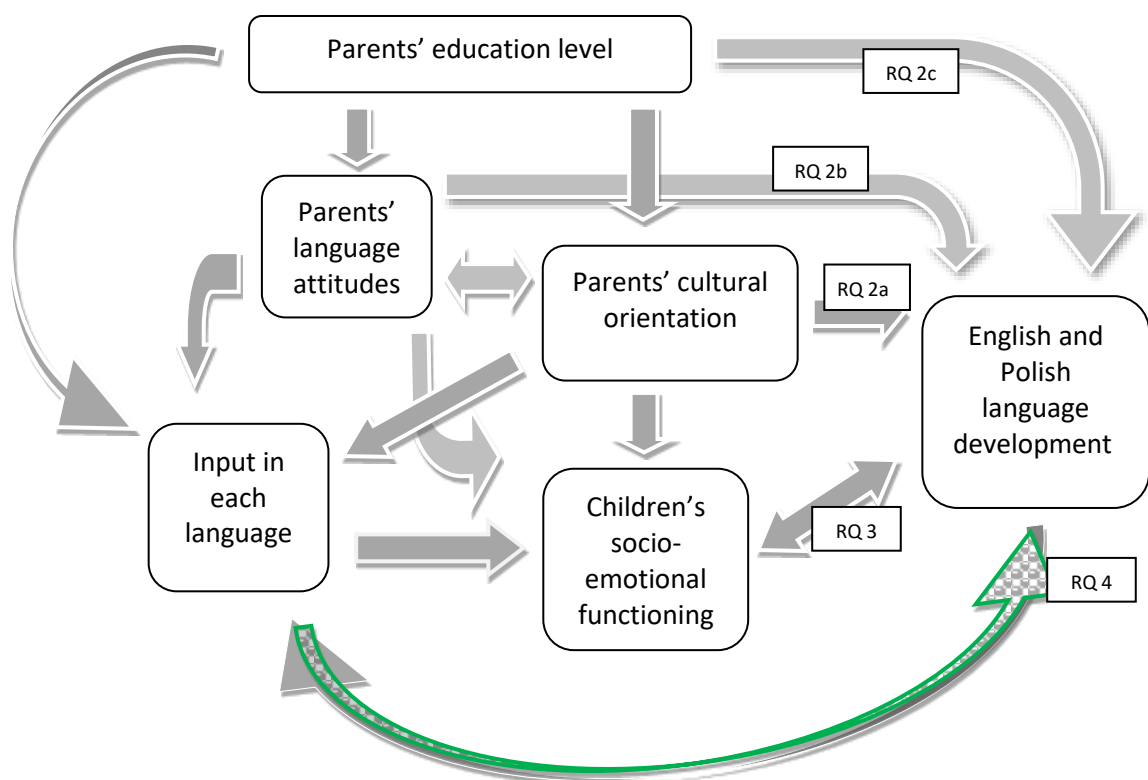 Parents’ education level
RQ 2c
RQ 2b
Parents’
language
attitudes
Parents’ cultural
orientation
RQ 2a
English and
Polish
language
development
Input in
each
language
Children’s
socio-
emotional
functioning
RQ 3
RQ 4